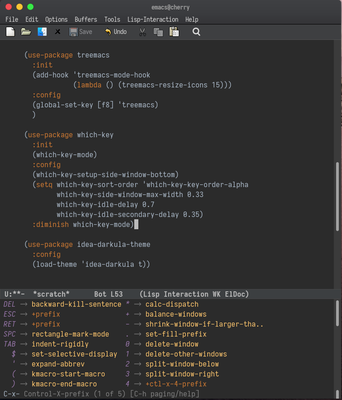 emacs@cherry
File Edit Options Buffers Tools Lisp-Interaction Help
Save Undo
(use-package treemacs
:init
(add-hook 'treemacs-mode-hook
(lambda () (treemacs-resize-icons 15)))
:config
(global-set-key [f8] 'treemacs)
)
(use-package which-key
:init
(which-key-mode)
:config
(which-key-setup-side-window-bottom)
(setq which-key-sort-order 'which-key-key-order-alpha
which-key-side-window-max-width 0.33
which-key-idle-delay 0.7
which-key-idle-secondary-delay 0.35)
:diminish which-key-mode)
(use-package idea-darkula-theme
:config
(load-theme 'idea-darkula t))
U:**- *scratch* Bot L53 (Lisp Interaction WK ElDoc)
DEL → backward-kill-sentence * → calc-dispatch
ESC → +prefix + → balance-windows
RET → +prefix - → shrink-window-if-larger-tha..
SPC → rectangle-mark-mode . → set-fill-prefix
TAB → indent-rigidly 0 → delete-window
$ → set-selective-display 1 → delete-other-windows
' → expand-abbrev 2 → split-window-below
( → kmacro-start-macro 3 → split-window-right
) → kmacro-end-macro 4 → +ctl-x-4-prefix
C-x- Control-X-prefix (1 of 5) [C-h paging/help]